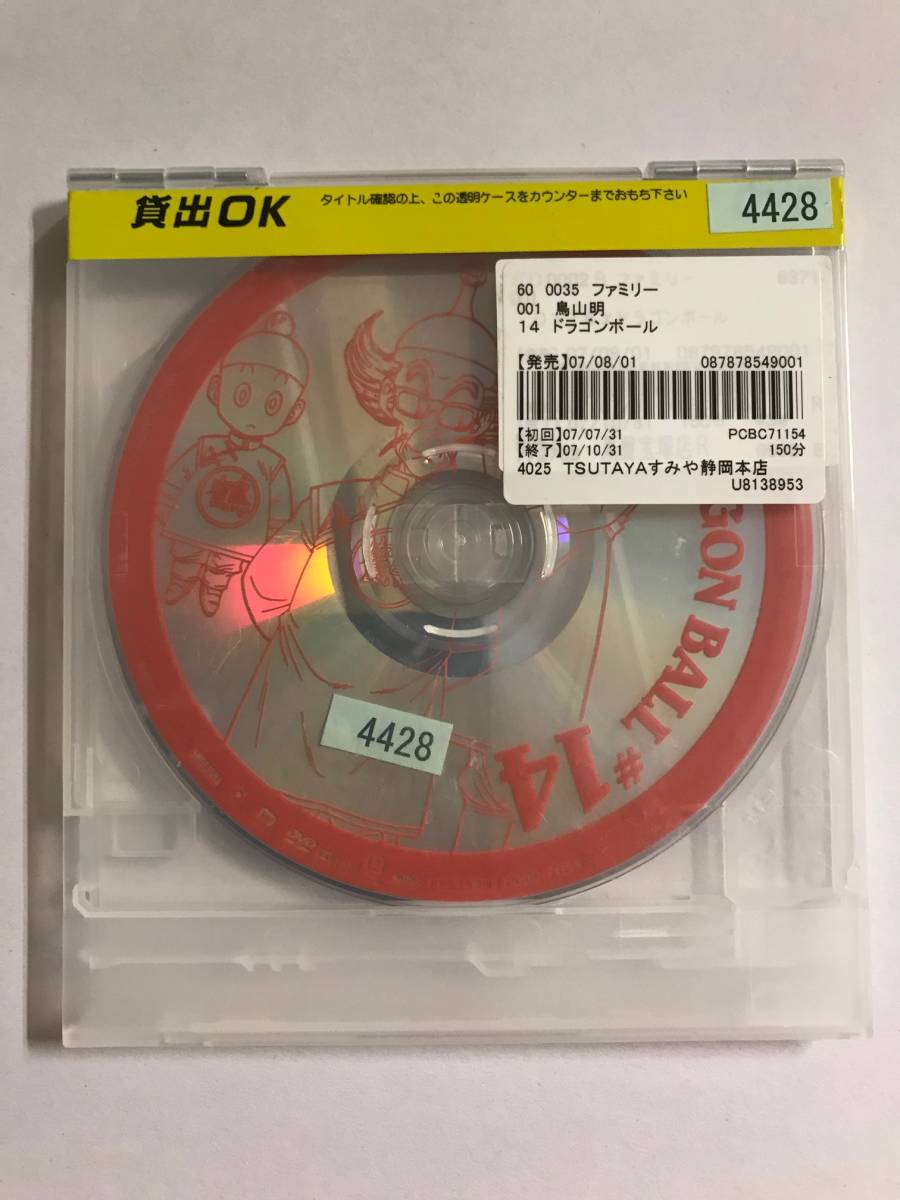 貸出OK
タイトル確認の上、この透明ケースをカウンターまでおもち下さい
4428
60 0035 ファミリー
001 鳥山明
14 ドラゴンボール
【発売】07/08/01 087878549001
【初回】07/07/31 PCBC71154
【終了】07/10/31 150分
4025 TSUTAYAすみや静岡本店
U8138953
GON BALL #14
4428